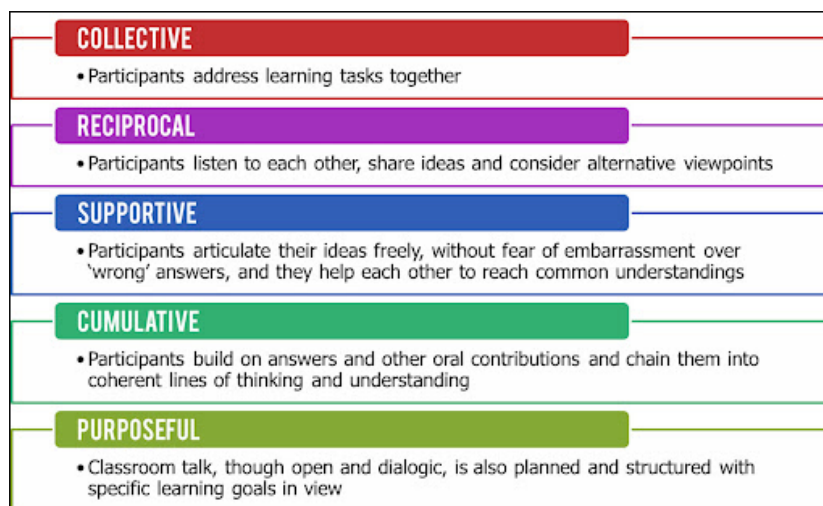 COLLECTIVE
• Participants address learning tasks together
RECIPROCAL
• Participants listen to each other, share ideas and consider alternative viewpoints
SUPPORTIVE
• Participants articulate their ideas freely, without fear of embarrassment over
‘wrong’ answers, and they help each other to reach common understandings
CUMULATIVE
• Participants build on answers and other oral contributions and chain them into
coherent lines of thinking and understanding
PURPOSEFUL
• Classroom talk, though open and dialogic, is also planned and structured with
specific learning goals in view